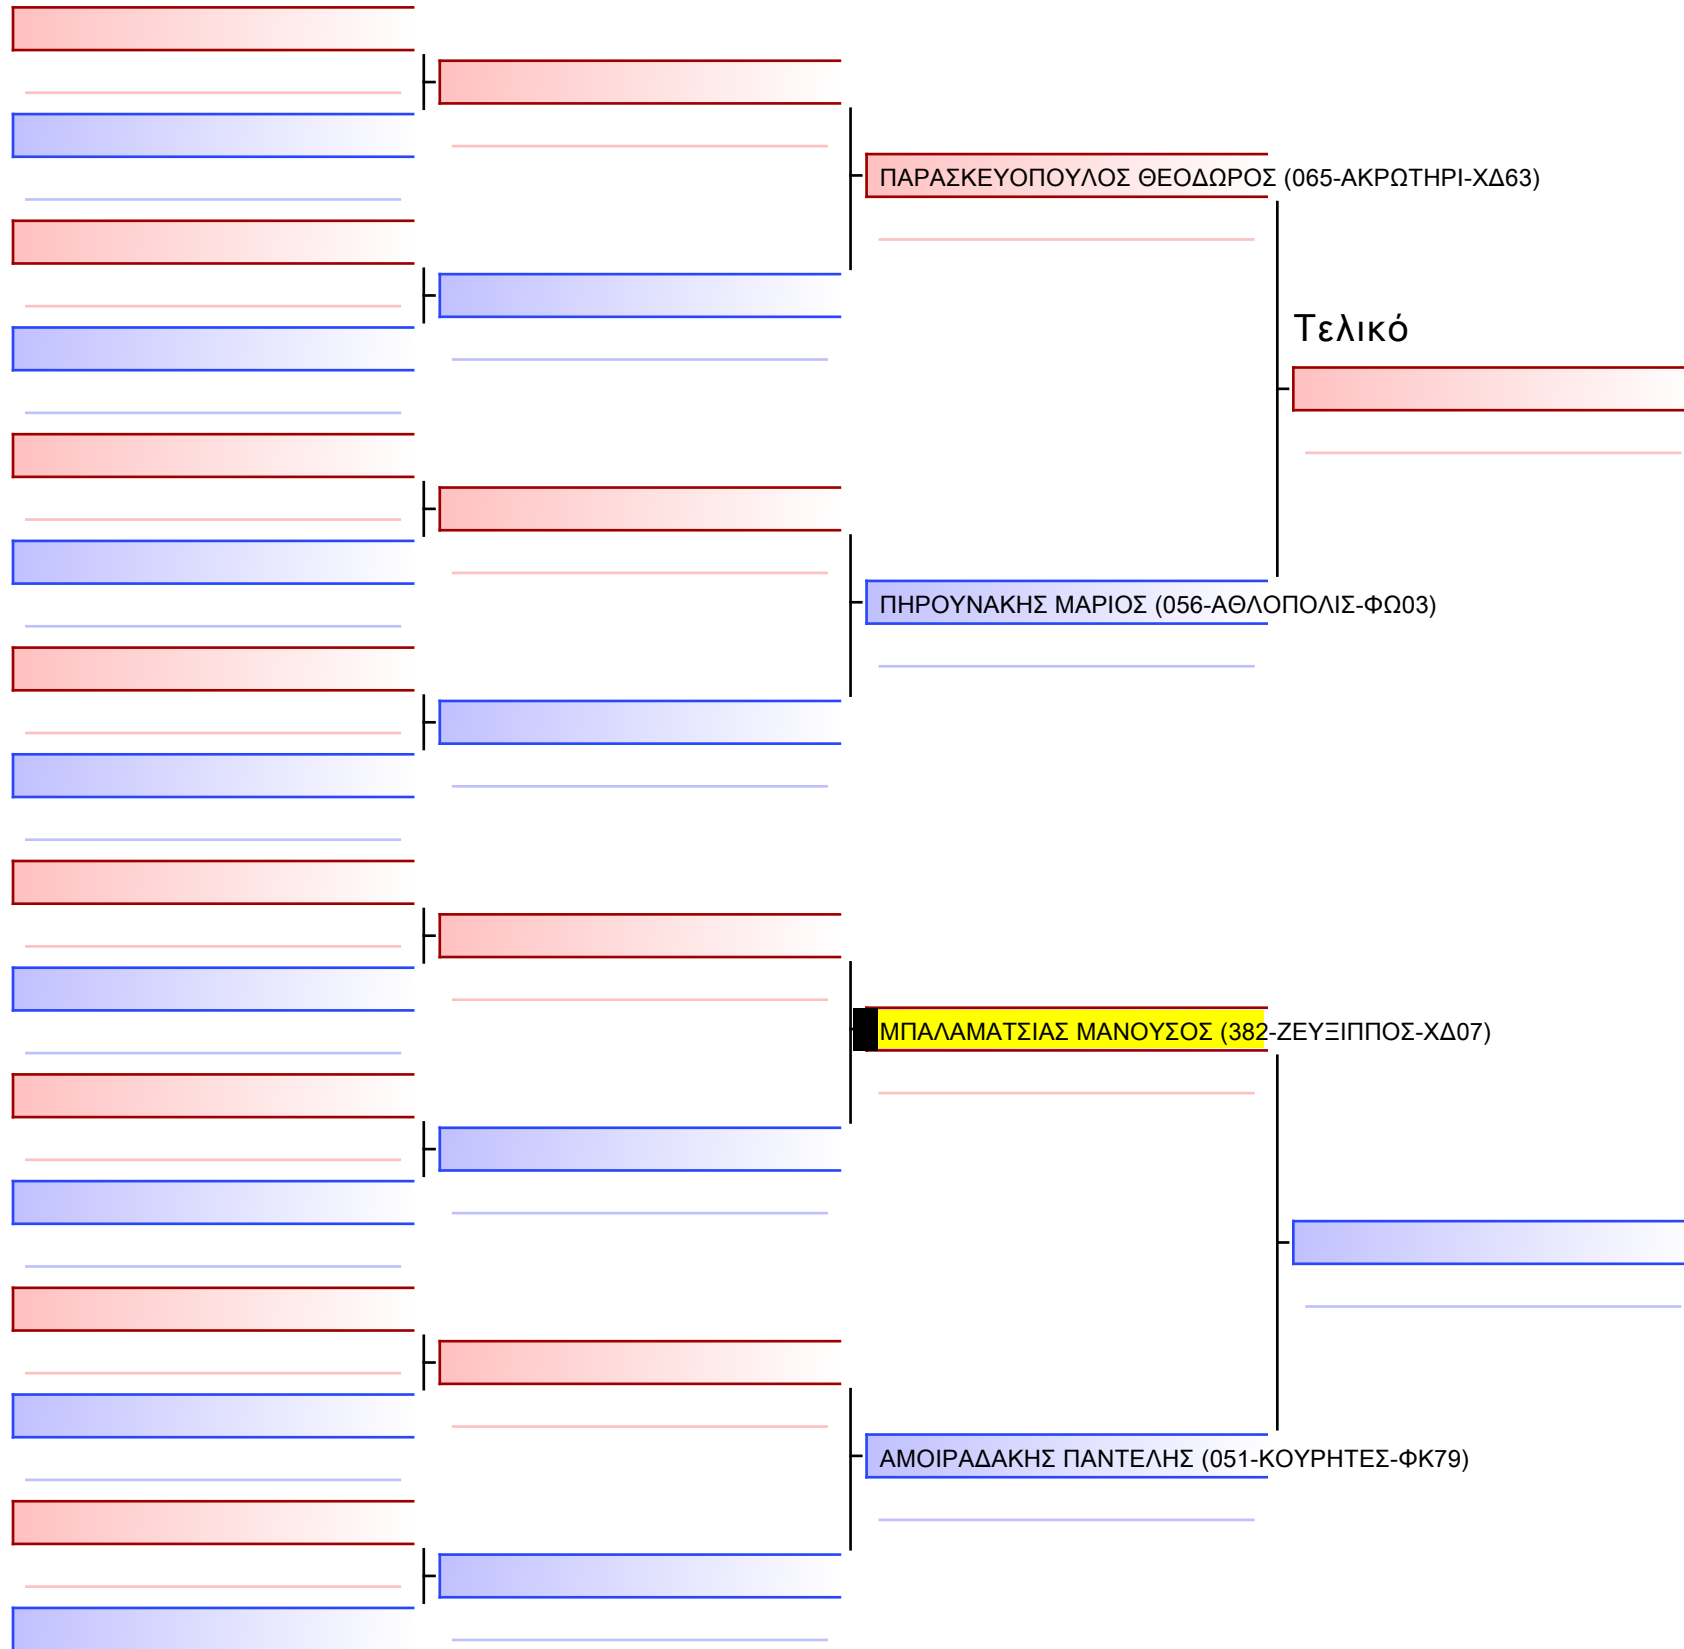 ΠΑΡΑΣΚΕΥΟΠΟΥΛΟΣ ΘΕΟΔΩΡΟΣ (065-ΑΚΡΩΤΗΡΙ-ΧΔ63)
Τελικό
ΠΗΡΟΥΝΑΚΗΣ ΜΑΡΙΟΣ (056-ΑΘΛΟΠΟΛΙΣ-ΦΩ03)
ΜΠΑΛΑΜΑΤΣΙΑΣ ΜΑΝΟΥΣΟΣ (382-ΖΕΥΞΙΠΠΟΣ-ΧΔ07)
ΑΜΟΙΡΑΔΑΚΗΣ ΠΑΝΤΕΛΗΣ (051-ΚΟΥΡΗΤΕΣ-ΦΚ79)